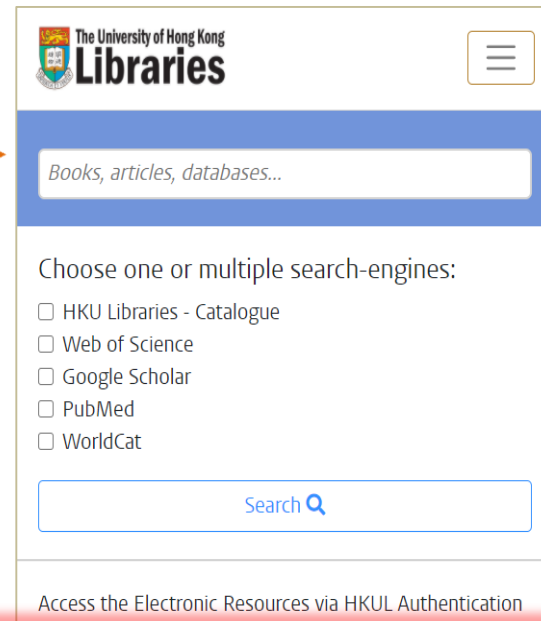 The University of Hong Kong
Libraries
Books, articles, databases...
Choose one or multiple search-engines:
HKU Libraries - Catalogue
Web of Science
Google Scholar
PubMed
WorldCat
Search
Access the Electronic Resources via HKUL Authentication